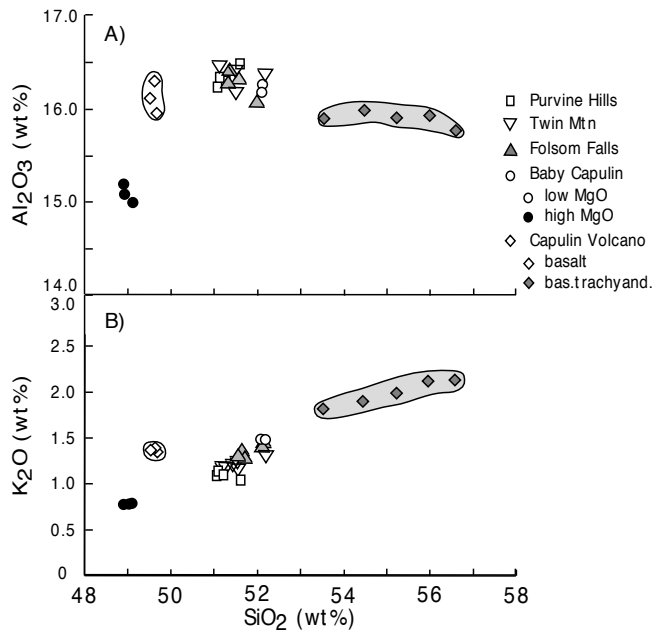 17.0
A)
16.0
15.0
14.0
Al2O3 (wt%)
Purvine Hills
Twin Mtn
Folsom Falls
Baby Capulin
low MgO
high MgO
Capulin Volcano
basalt
bas.trachyand.
3.0
B)
2.5
2.0
1.5
1.0
0.5
0
K2O (wt%)
48 50 52 54 56 58
SiO2 (wt%)